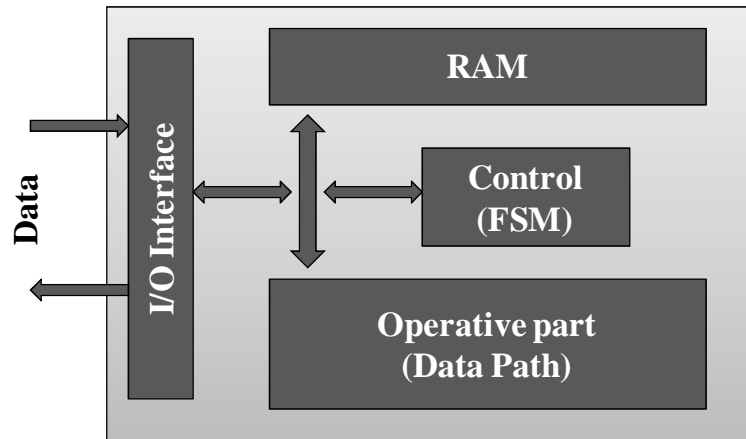 RAM
Data
I/O Interface
Control
(FSM)
Operative part
(Data Path)